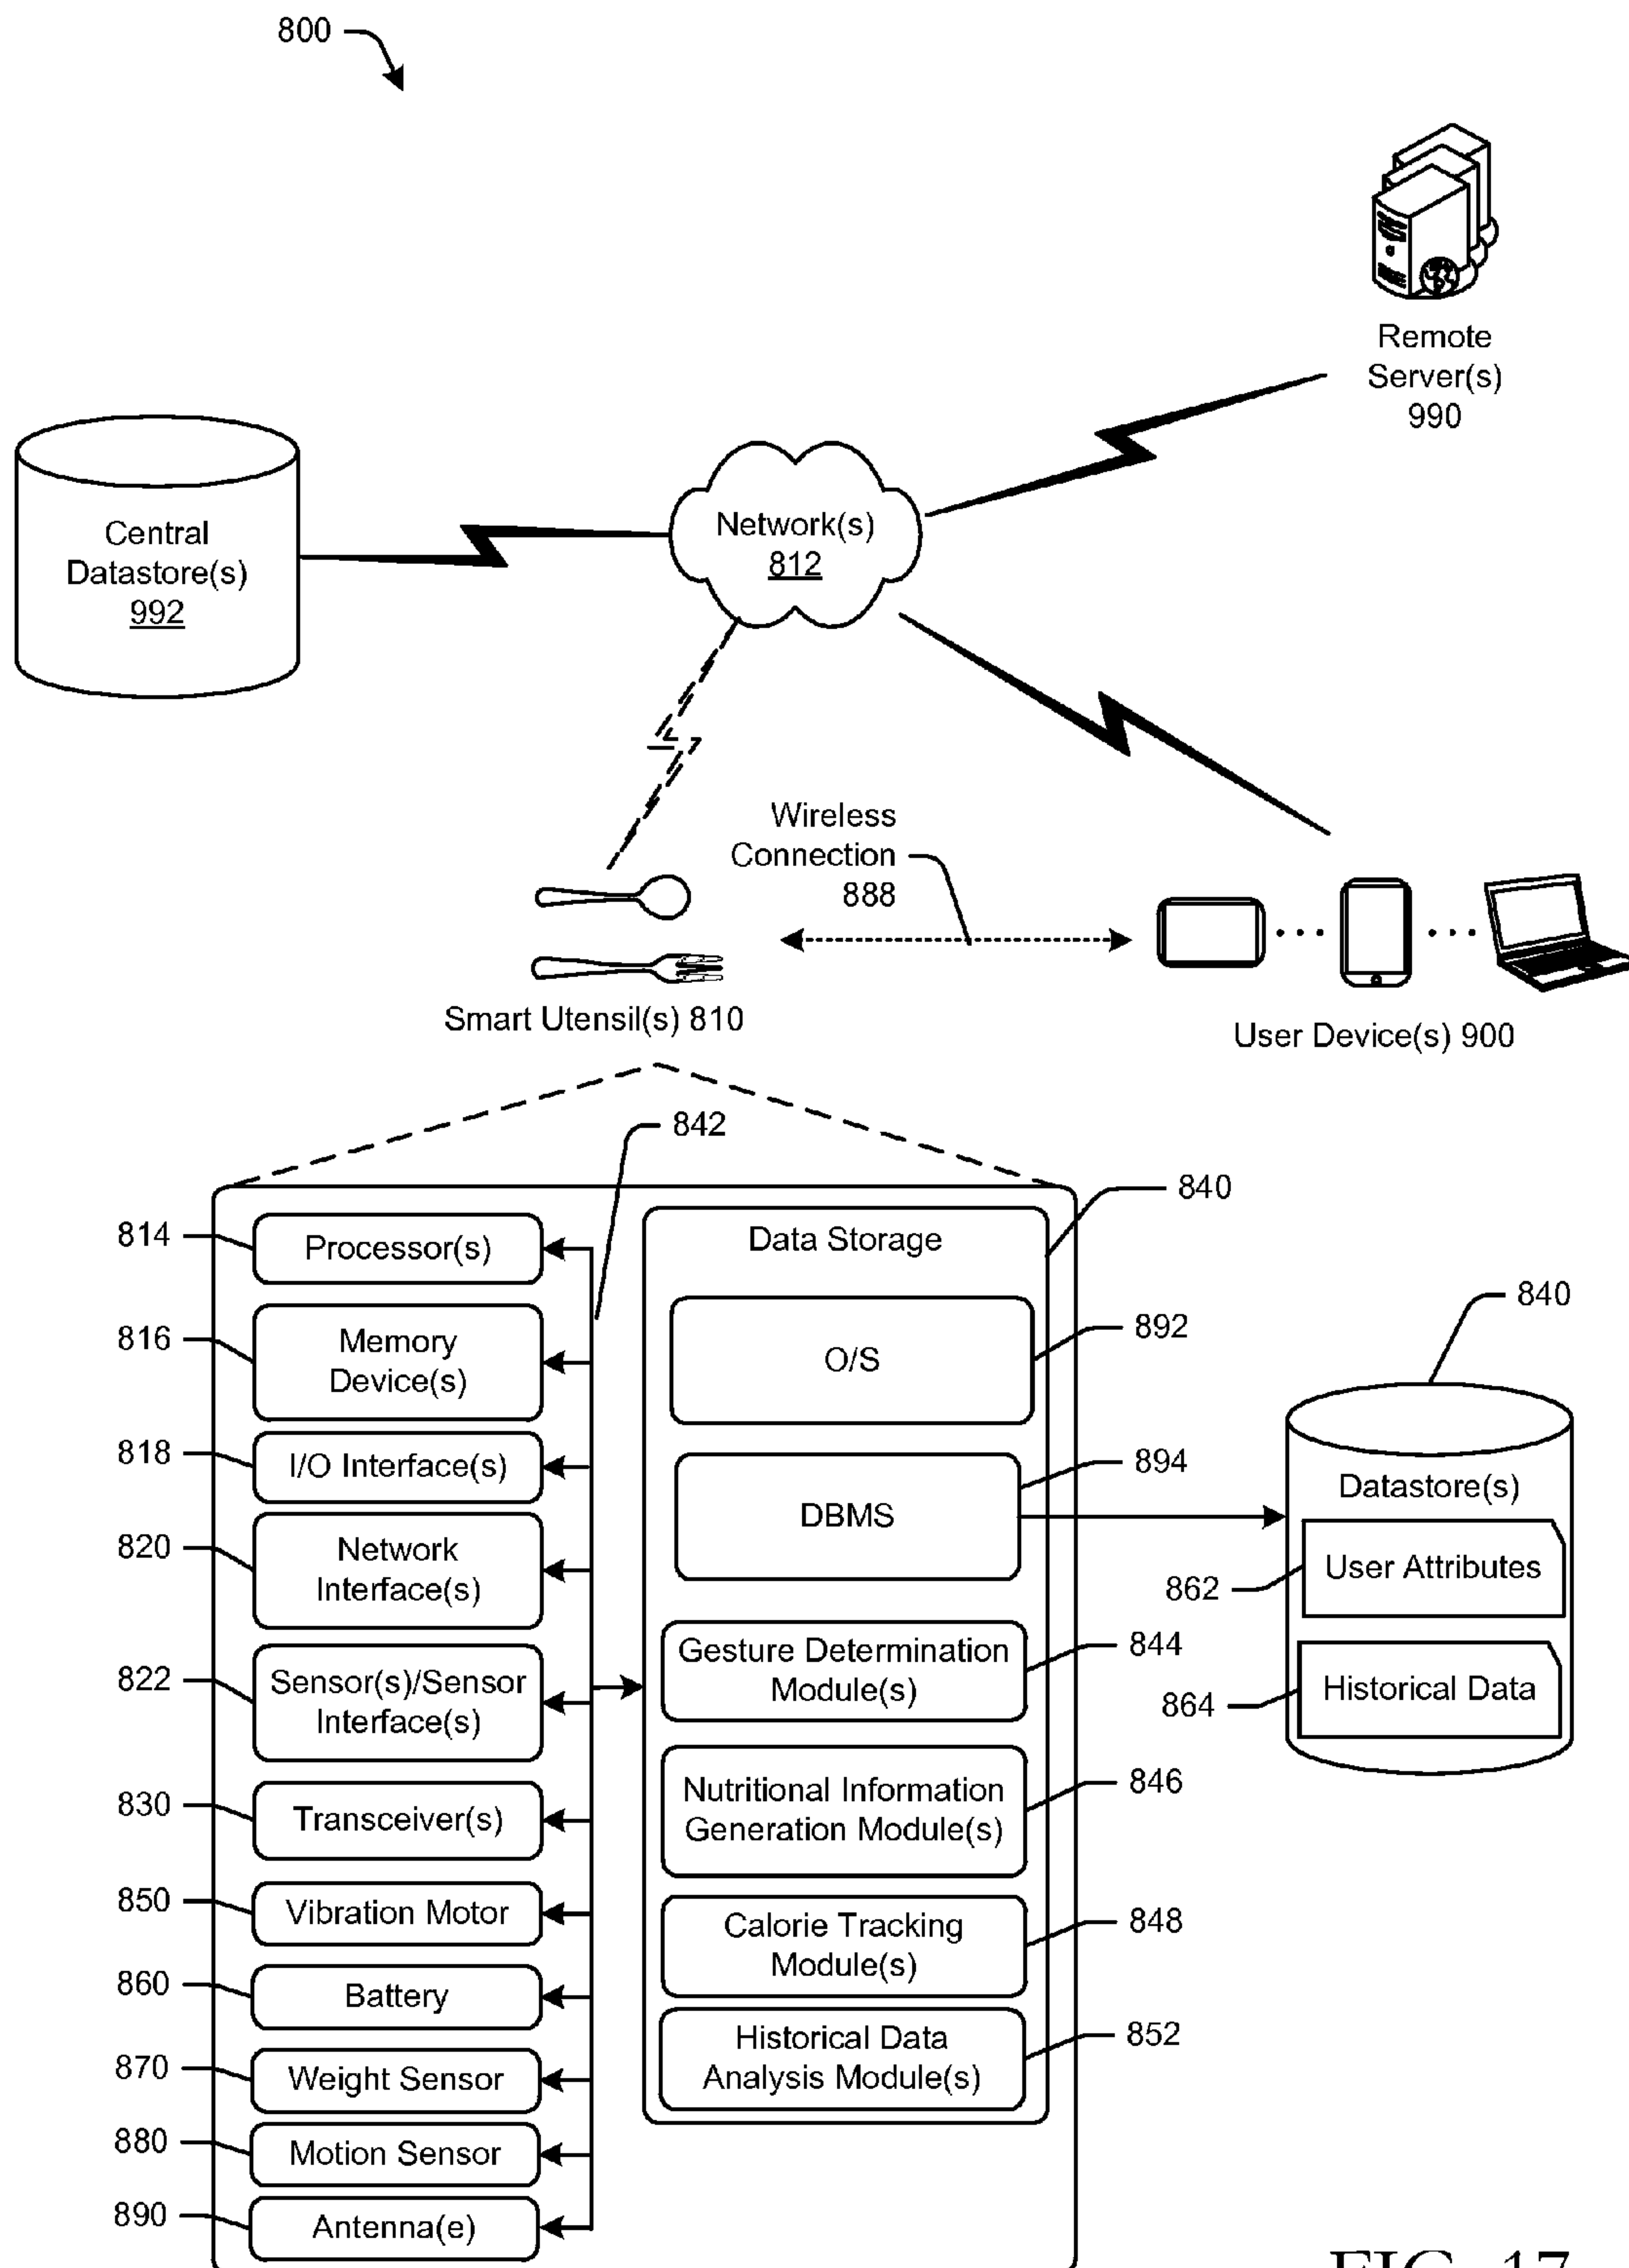 800
Remote
Server(s)
990
Central
Datastore(s)
992
Network(s)
812
Wireless
Connection
888
Smart Utensil(s) 810
User Device(s) 900
842
840
814
Processor(s)
816
Memory
Device(s)
818
I/O Interface(s)
820
Network
Interface(s)
822
Sensor(s)/Sensor
Interface(s)
830
Transceiver(s)
850
Vibration Motor
860
Battery
870
Weight Sensor
880
Motion Sensor
890
Antenna(e)
Data Storage
O/S
892
DBMS
894
Gesture Determination
Module(s)
844
Nutritional Information
Generation Module(s)
846
Calorie Tracking
Module(s)
848
Historical Data
Analysis Module(s)
852
840
Datastore(s)
User Attributes
862
Historical Data
864
FIG. 17